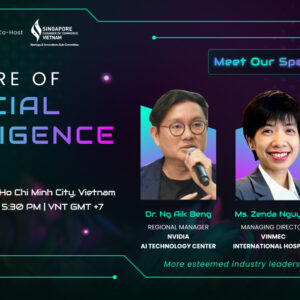 Co-Host
SINGAPORE
CHAMBER OF COMMERCE
VIETNAM
Startups & Innovations Sub-Committee
RE OF
CIAL
LIGENCE
Ho Chi Minh City, Vietnam
5:30 PM | VNT GMT +7
Meet Our Spe
Dr. Ng Aik Beng
REGIONAL MANAGER
NVIDIA
AI TECHNOLOGY CENTER
Ms. Zenda Nguy
MANAGING DIRECTO
VINMEC
INTERNATIONAL HOSPI
More esteemed industry leaders